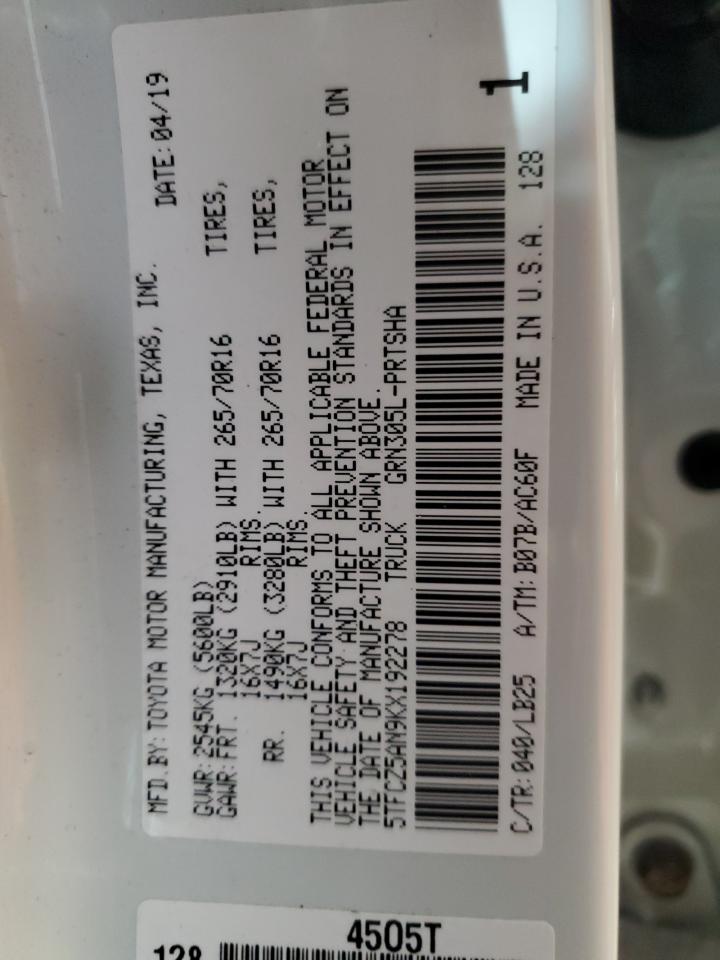 MFD.BY: TOYOTA MOTOR MANUFACTURING, TEXAS, INC. DATE: 04/19
GVWR: 2545KG (5600LB)
GAWR: FRT. 1320KG (2910LB) WITH 265/70R16 TIRES,
16X7J RIMS.
RR. 1490KG (3280LB) WITH 265/70R16 TIRES,
16X7J RIMS.
THIS VEHICLE CONFORMS TO ALL APPLICABLE FEDERAL MOTOR
VEHICLE SAFETY AND THEFT PREVENTION STANDARDS IN EFFECT ON
THE DATE OF MANUFACTURE SHOWN ABOVE.
5TFCZ5AN9KX192278 TRUCK GRN305L-PRTSHA
1
C/TR: 040/LB25 A/TM: B07B/AC60F MADE IN U.S.A. 128
4505T
128